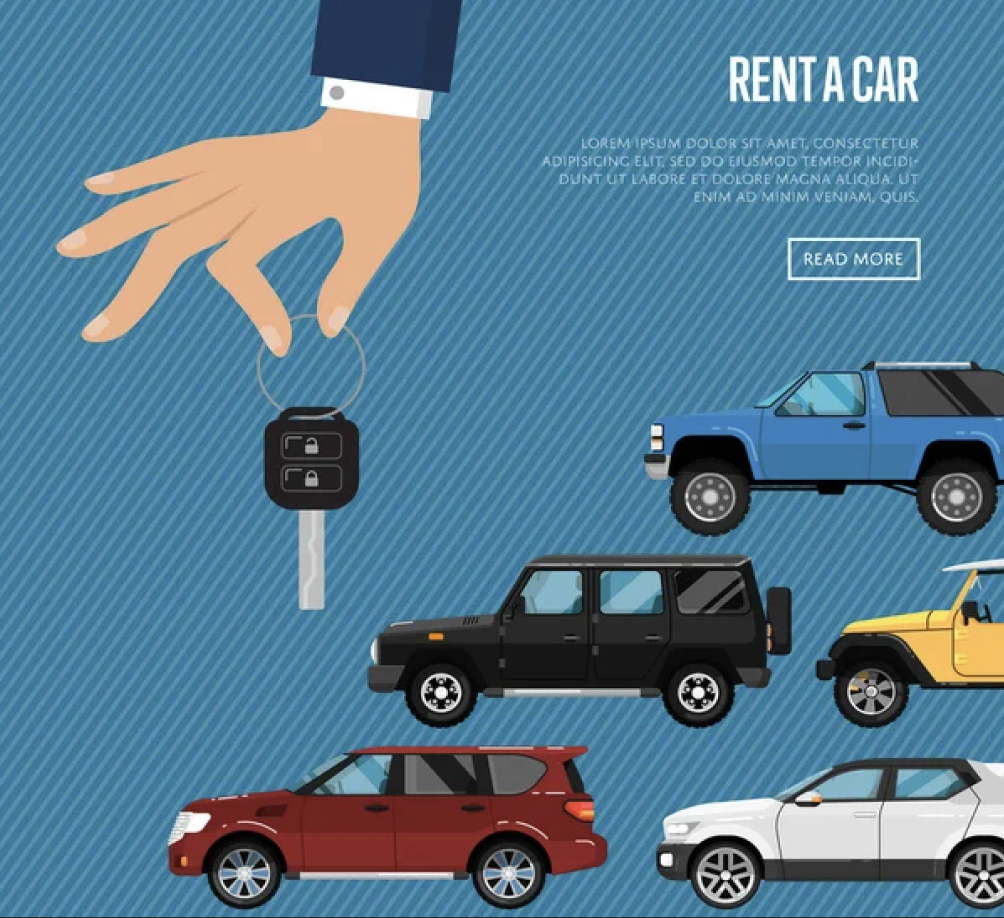 RENT A CAR
LOREM IPSUM DOLOR SIT AMET, CONSECTETUR
ADIPISICING ELIT, SED DO EIUSMOD TEMPOR INCIDI-
DUNT UT LABORE ET DOLORE MAGNA ALIQUA. UT
ENIM AD MINIM VENIAM, QUIS.
READ MORE